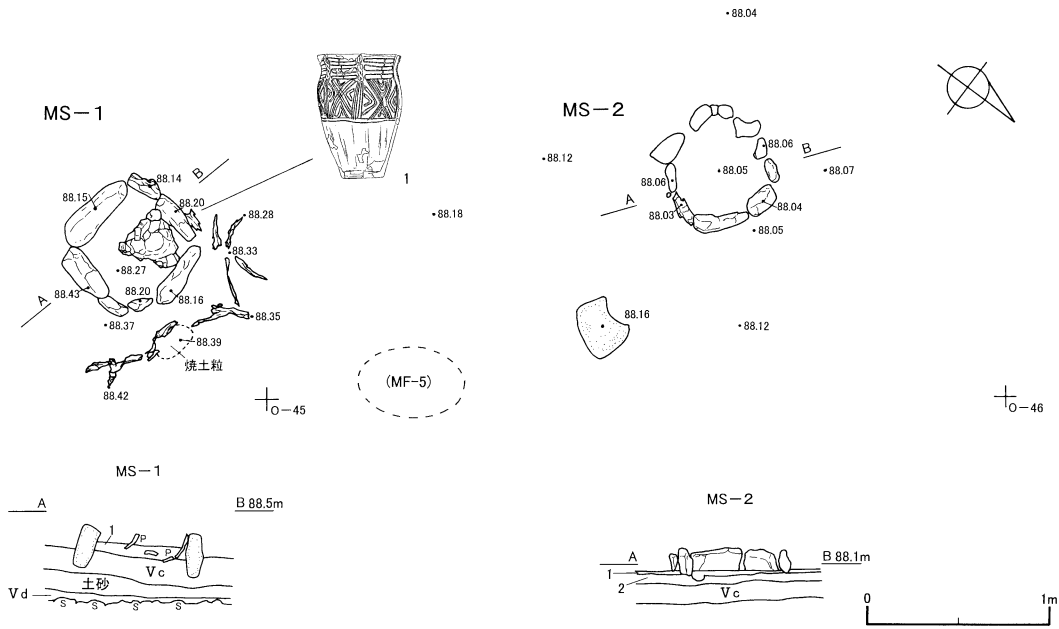 88.04
MS-1
MS-2
1
88.14
B
88.15
88.20
88.28
88.18
88.33
88.27
88.43
A
88.20
88.16
88.37
88.35
88.39
焼土粒
88.42
(MF-5)
O-45
88.12
88.06
B
88.05
88.07
88.06
A
88.03
88.04
88.05
88.16
88.12
O-46
MS-1
A
B 88.5m
1
P
P
Vc
土砂
Vd
S
S
S
S
MS-2
A
B 88.1m
1
2
Vc
0
1m